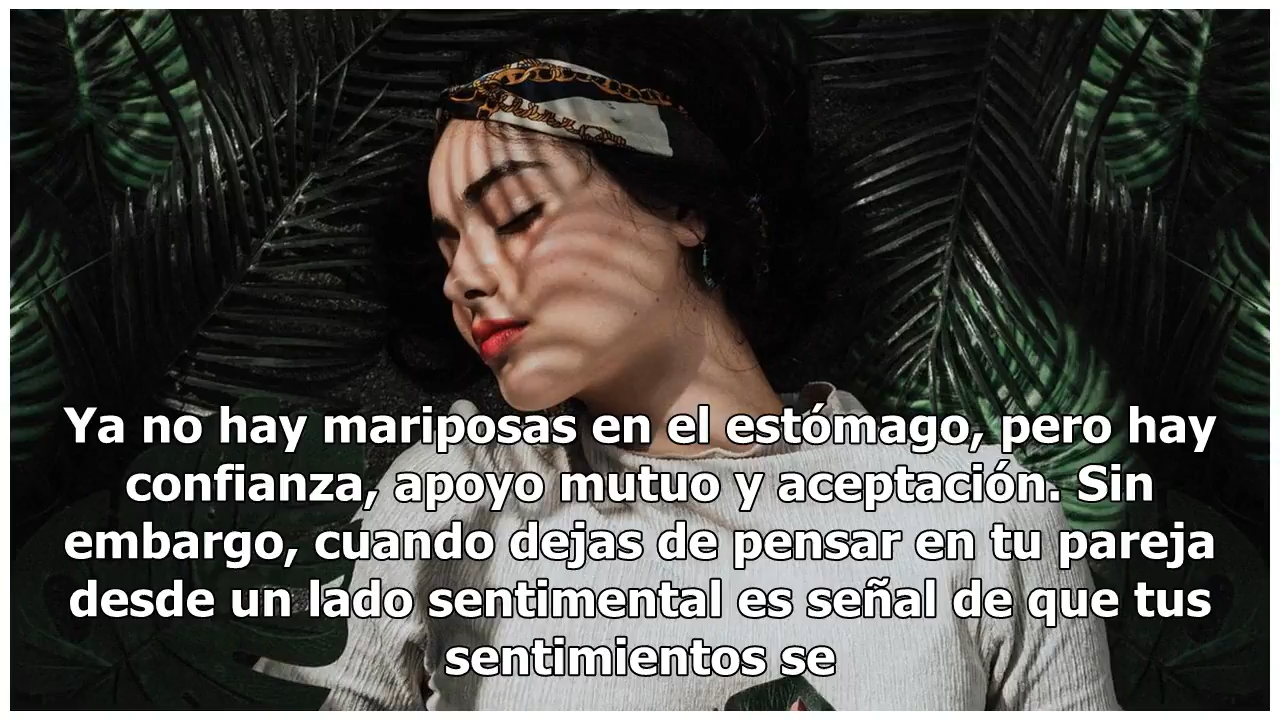 Ya no hay mariposas en el estómago, pero hay
confianza, apoyo mutuo y aceptación. Sin
embargo, cuando dejas de pensar en tu pareja
desde un lado sentimental es señal de que tus
sentimientos se